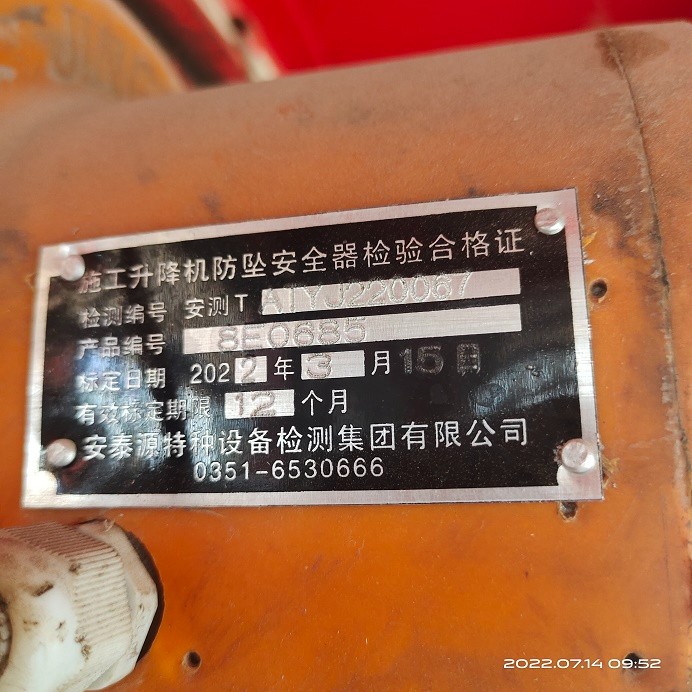 施工升降机防坠安全器检验合格证
检测编号 安测T ATYJ220067
产品编号 8E0685
标定日期 2022年3月15日
有效标定期限 12个月
安泰源特种设备检测集团有限公司
0351-6530666
2022.07.14 09:52